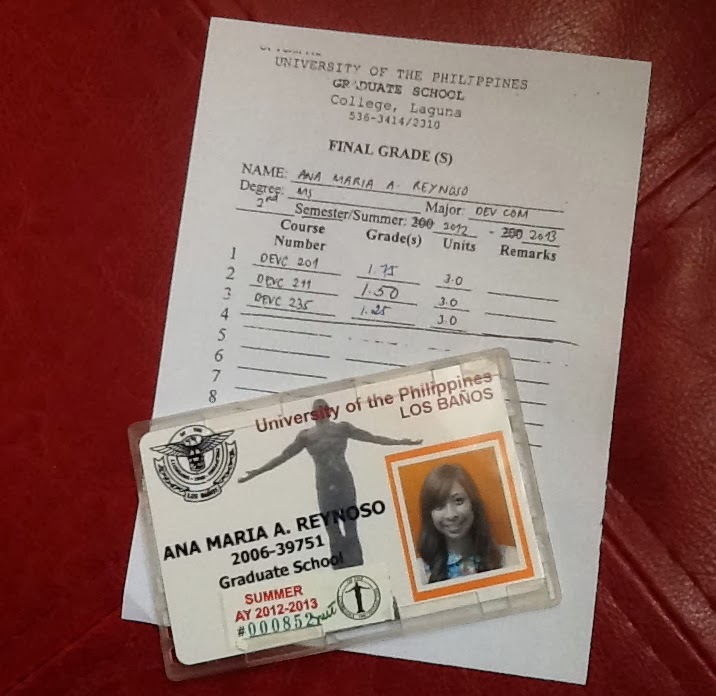 UNIVERSITY OF THE PHILIPPINES
GRADUATE SCHOOL
College, Laguna
536-3414/2310
FINAL GRADE (S)
NAME: ANA MARIA A. REYNOSO
Degree: MS Major: DEV COM
2nd Semester/Summer: 200 2012 - 200 2013
Course Number Grade(s) Units Remarks
1 DEVC 201 1.75 3.0
2 DEVC 211 1.50 3.0
3 DEVC 235 1.25 3.0
4
5
6
7
8
University of the Philippines
LOS BAÑOS
LOS BAÑOS
ANA MARIA A. REYNOSO
2006-39751
Graduate School
SUMMER
AY 2012-2013
#000852